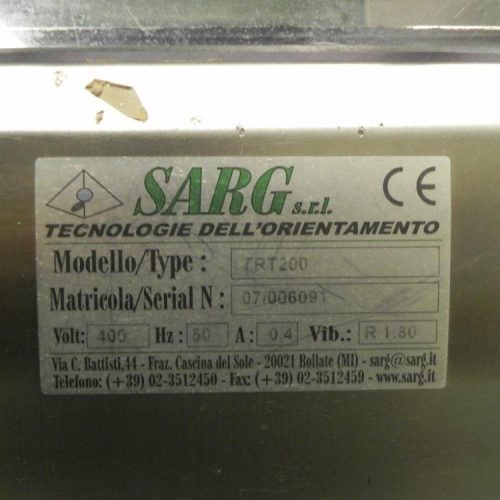 SARG s.r.l. CE
TECNOLOGIE DELL'ORIENTAMENTO
Modello/Type : TRT200
Matricola/Serial N : 07/006091
Volt: 400 Hz : 50 A : 0,4 Vib.: R 1:80
Via C. Battisti,44 - Fraz. Cascina del Sole - 20021 Bollate (MI) - sarg@sarg.it
Telefono: (+39) 02-3512450 - Fax: (+39) 02-3512459 - www.sarg.it